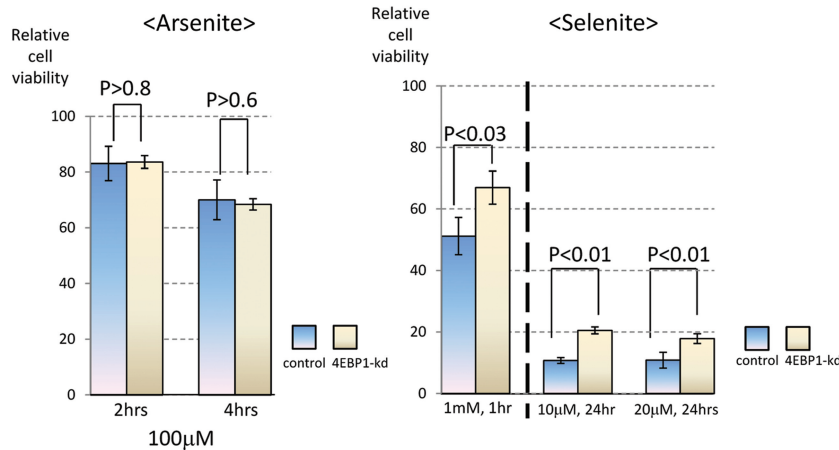 <Arsenite>
Relative
cell
viability
P>0.8
P>0.6
100
80
60
40
20
0
control 4EBP1-kd
2hrs
4hrs
100μM
<Selenite>
Relative
cell
viability
100
80
60
40
20
0
P<0.03
P<0.01
P<0.01
control 4EBP1-kd
1mM, 1hr
10μM, 24hr
20μM, 24hrs